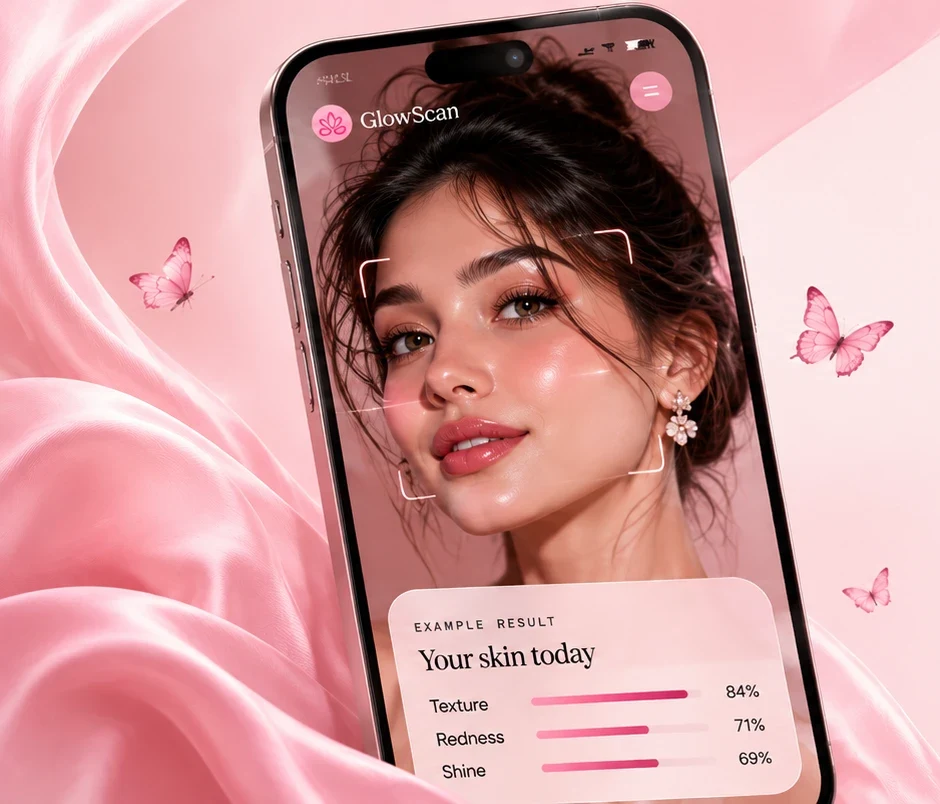 GlowScan
EXAMPLE RESULT
Your skin today
Texture 84%
Redness 71%
Shine 69%